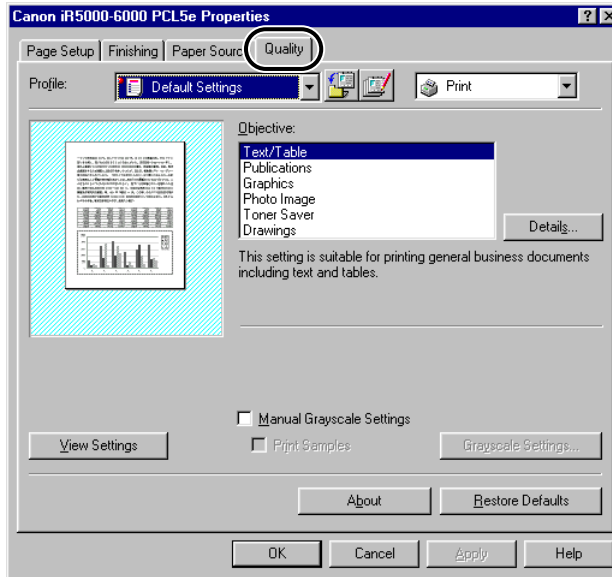 Canon iR5000-6000 PCL5e Properties
Page Setup Finishing Paper Sourc Quality
Profile: Default Settings Print
Objective:
Text/Table
Publications
Graphics
Photo Image
Toner Saver
Drawings
Details...
This setting is suitable for printing general business documents
including text and tables.
Manual Grayscale Settings
View Settings Print Samples Grayscale Settings...
About Restore Defaults
OK Cancel Apply Help